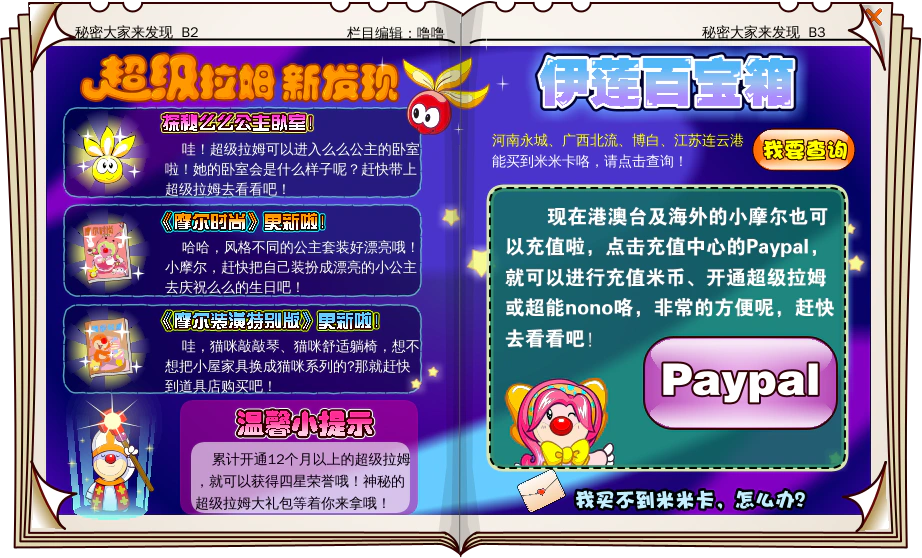 秘密大家来发现 B2
栏目编辑：噜噜
超级拉姆 新发现
探秘么么公主卧室！
哇！超级拉姆可以进入么么公主的卧室
啦！她的卧室会是什么样子呢？赶快带上
超级拉姆去看看吧！
《摩尔时尚》更新啦！
哈哈，风格不同的公主套装好漂亮哦！
小摩尔，赶快把自己装扮成漂亮的小公主
去庆祝么么的生日吧！
《摩尔装潢特别版》更新啦！
哇，猫咪敲敲琴、猫咪舒适躺椅，想不
想把小屋家具换成猫咪系列的?那就赶快
到道具店购买吧！
温馨小提示
累计开通12个月以上的超级拉姆
，就可以获得四星荣誉哦！神秘的
超级拉姆大礼包等着你来拿哦！
秘密大家来发现 B3
伊莲百宝箱
河南永城、广西北流、博白、江苏连云港
能买到米米卡咯，请点击查询！
我要查询
现在港澳台及海外的小摩尔也可
以充值啦，点击充值中心的Paypal，
就可以进行充值米币、开通超级拉姆
或超能nono咯，非常的方便呢，赶快
去看看吧！
Paypal
我买不到米米卡，怎么办？